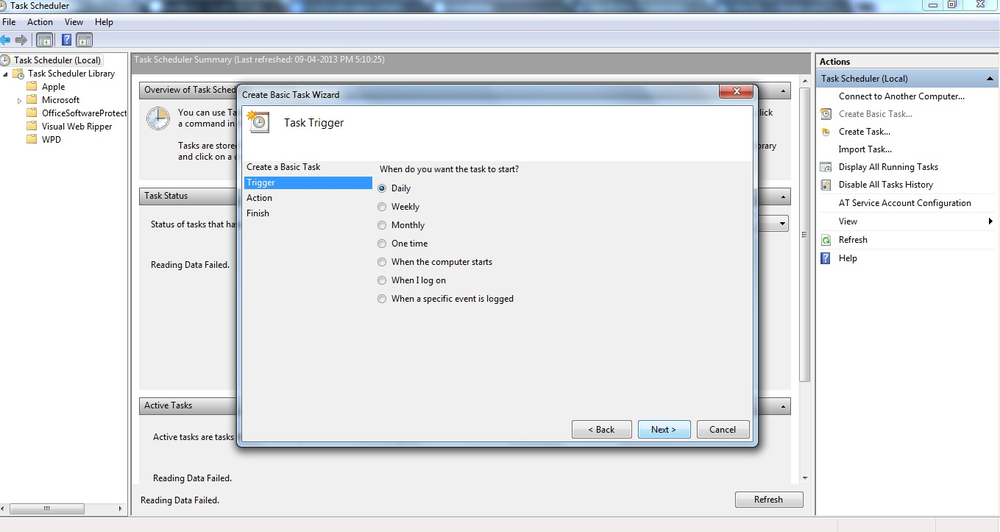 Task Scheduler
File Action View Help
Task Scheduler (Local)
Task Scheduler Library
Apple
Microsoft
OfficeSoftwareProtect
Visual Web Ripper
WPD
Task Scheduler Summary (Last refreshed: 09-04-2013 PM 5:10:25)
Overview of Task Sched
You can use Ta
a command in
Tasks are store
and click on a
lick
brary
Task Status
Status of tasks that ha
Reading Data Failed.
Active Tasks
Active tasks are tasks
Reading Data Failed.
Reading Data Failed.
Refresh
Create Basic Task Wizard
Task Trigger
Create a Basic Task
Trigger
Action
Finish
When do you want the task to start?
Daily
Weekly
Monthly
One time
When the computer starts
When I log on
When a specific event is logged
< Back Next > Cancel
Actions
Task Scheduler (Local)
Connect to Another Computer...
Create Basic Task...
Create Task...
Import Task...
Display All Running Tasks
Disable All Tasks History
AT Service Account Configuration
View
Refresh
Help